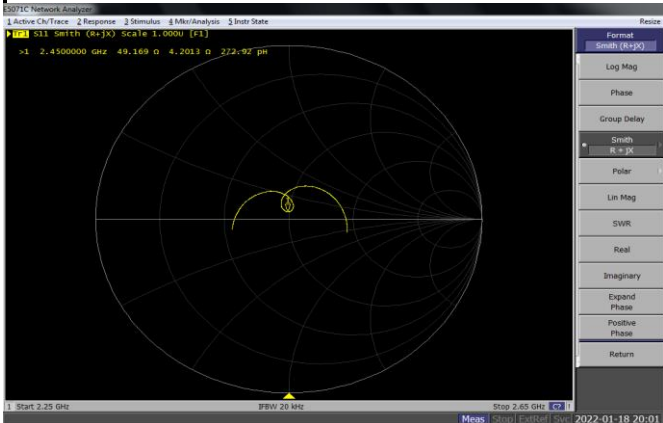 E5071C Network Analyzer
1 Active Ch/Trace 2 Response 3 Stimulus 4 Mkr/Analysis 5 Instr State
Resize
Tr1 S11 Smith (R+jX) Scale 1.000U [F1]
>1 2.4500000 GHz 49.169 Ω 4.2013 Ω 272.92 pH
Format
Smith (R+jX)
Log Mag
Phase
Group Delay
Smith
R + jX
Polar
Lin Mag
SWR
Real
Imaginary
Expand
Phase
Positive
Phase
Return
1 Start 2.25 GHz
IFBW 20 kHz
Stop 2.65 GHz C? !
Meas Stop ExtRef Svc 2022-01-18 20:01